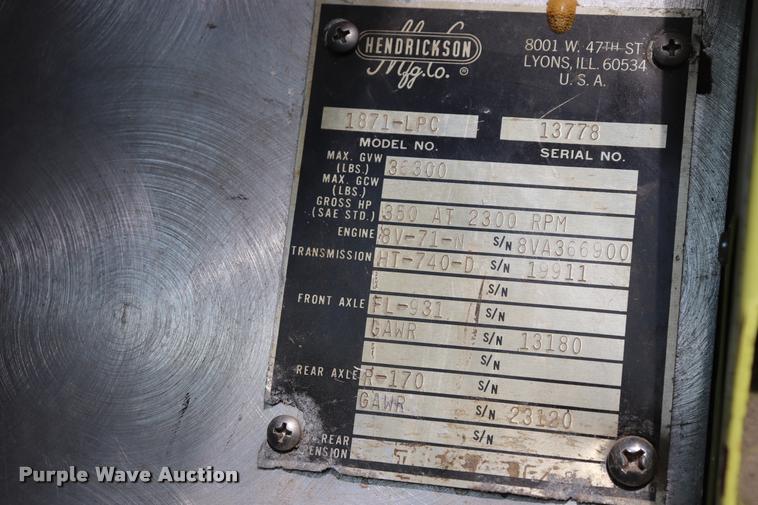 HENDRICKSON
Mfg.Co. ®
8001 W. 47TH ST.
LYONS, ILL. 60534
U.S.A.
1871-LPC 13778
MODEL NO. SERIAL NO.
MAX. GVW (LBS.) 36300
MAX. GCW (LBS.)
GROSS HP (SAE STD.) 350 AT 2300 RPM
ENGINE 8V-71-N S/N 8VA366900
TRANSMISSION HT-740-D S/N 19911
S/N
FRONT AXLE FL-931 S/N
GAWR S/N 13180
S/N
REAR AXLE R-170 S/N
GAWR S/N 23120
S/N
REAR
Purple Wave Auction